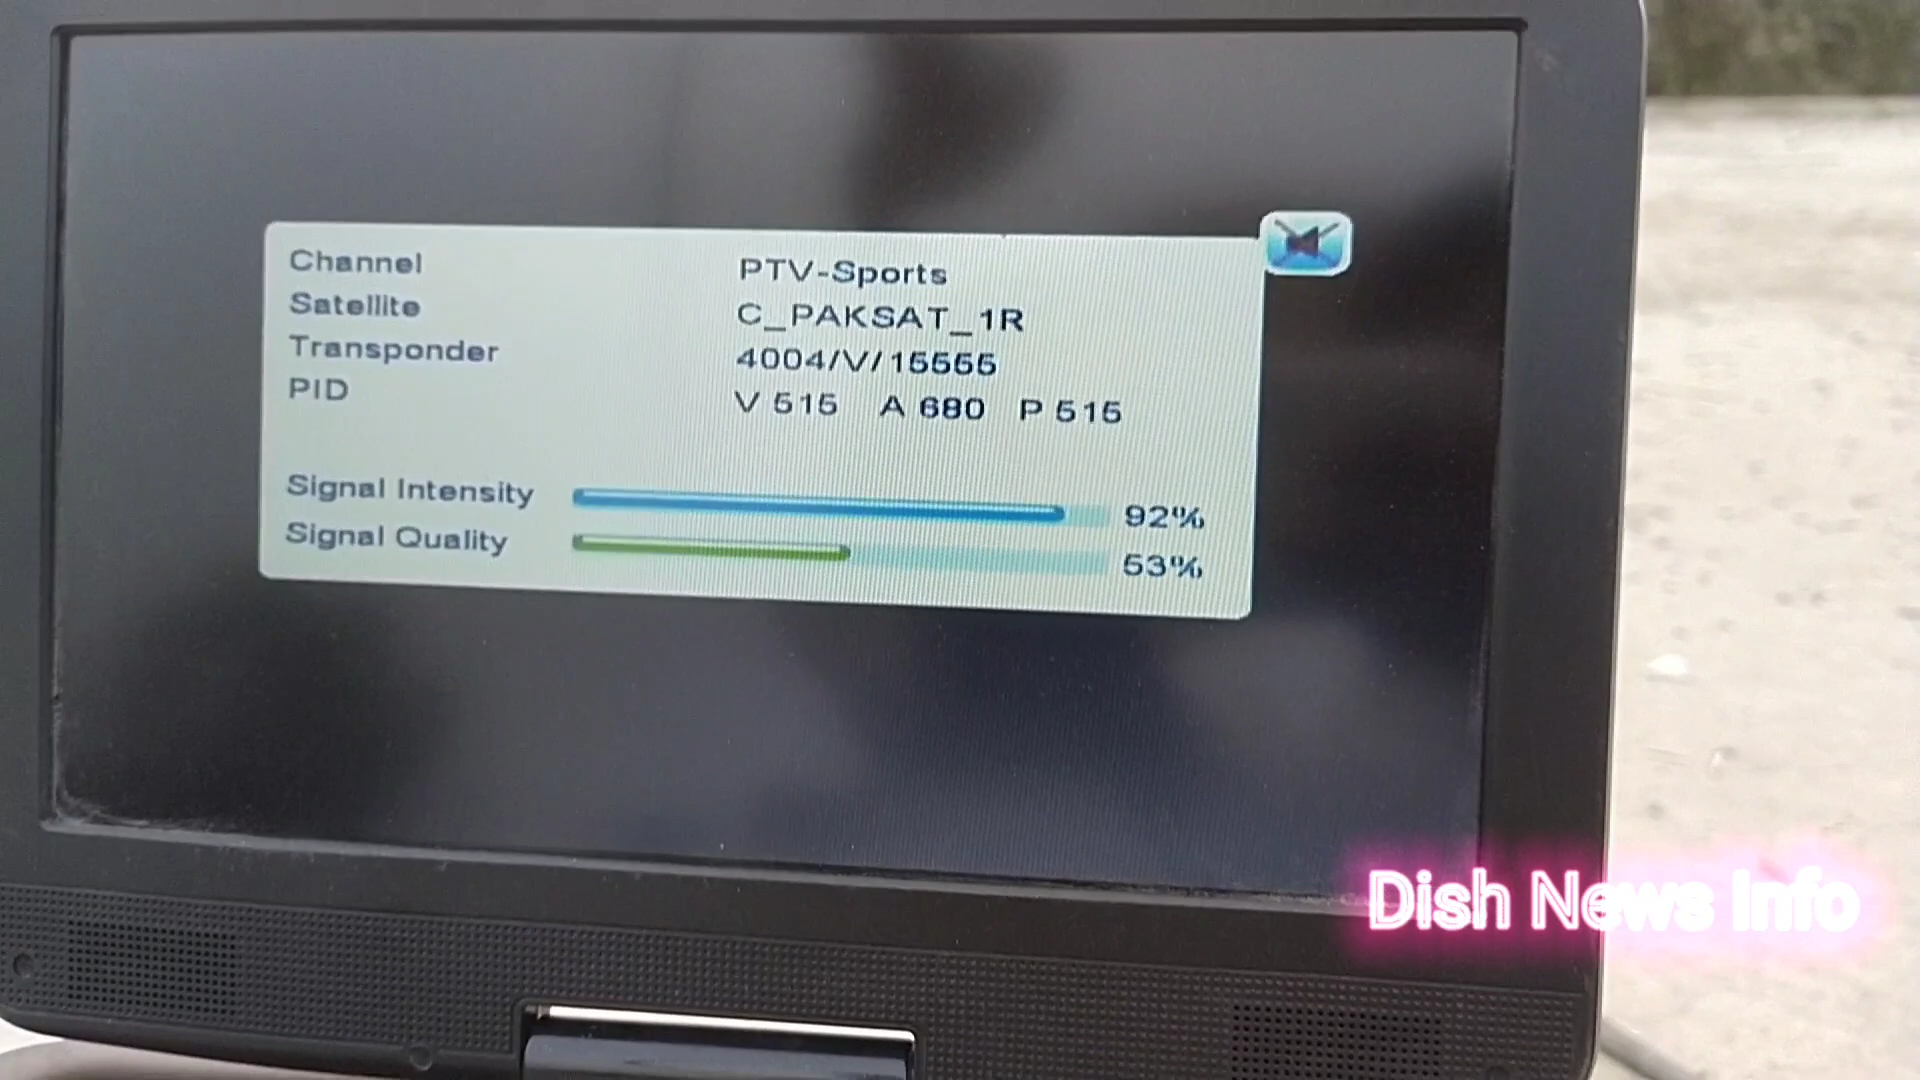 Channel PTV-Sports
Satellite C_PAKSAT_1R
Transponder 4004/V/15555
PID V 515 A 680 P 515
Signal Intensity 92%
Signal Quality 53%
Dish News Info